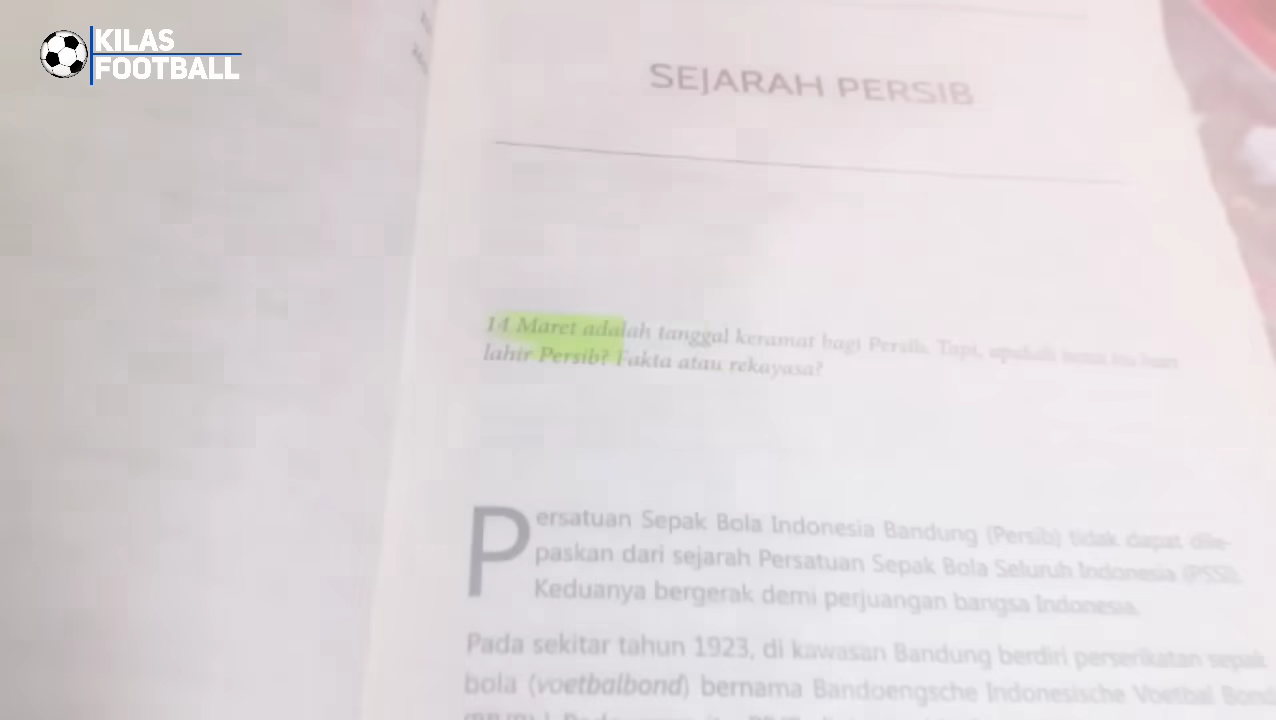 KILAS
FOOTBALL
SEJARAH PERSIB
14 Maret adalah tanggal keramat bagi Persib. Tapi, apakah
lahir Persib? Fakta atau rekayasa?
Persatuan Sepak Bola Indonesia Bandung (Persib) tidak dapat dile-
paskan dari sejarah Persatuan Sepak Bola Seluruh Indonesia (PSSI).
Keduanya bergerak demi perjuangan bangsa Indonesia.
Pada sekitar tahun 1923, di kawasan Bandung berdiri perserikatan sepak
bola (voetbalbond) bernama Bandoengsche Indonesische Voetbal Bond